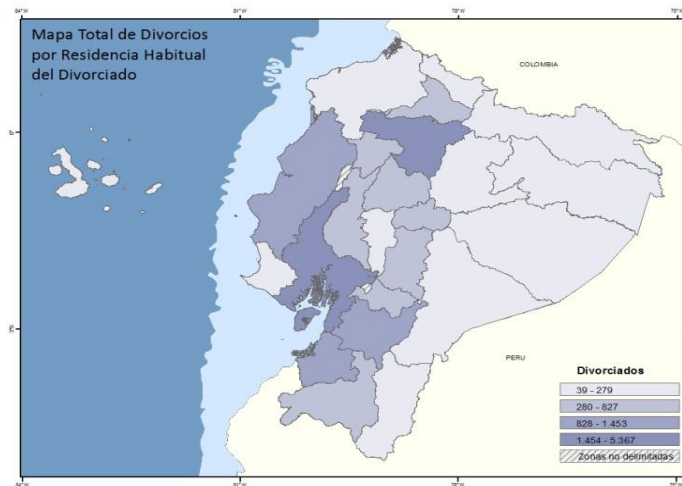 Mapa Total de Divorcios
por Residencia Habitual
del Divorciado
COLOMBIA
PERU
Divorciados
39 - 279
280 - 827
828 - 1.453
1.454 - 5.367
Zonas no delimitadas